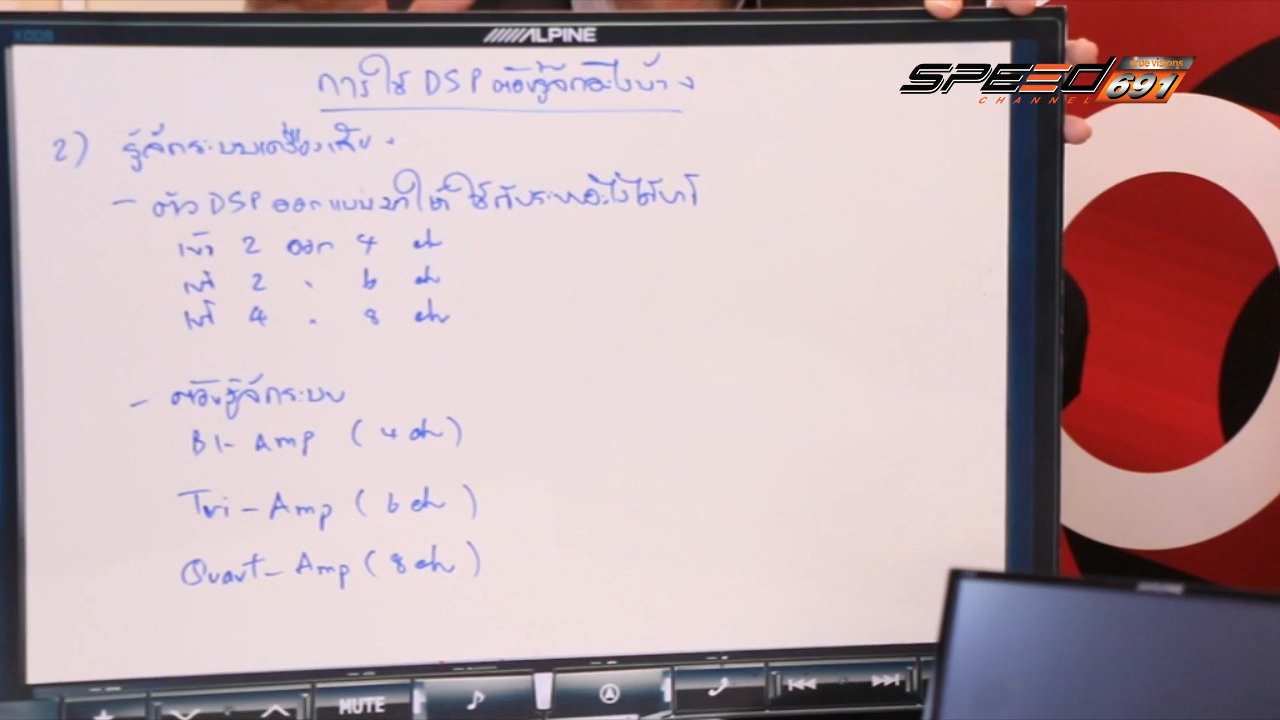 ALPINE
การใช้ DSP ต้องรู้จักอะไรบ้าง
SPEED
CHANNEL
true visions
691
2) รู้จักระบบเครื่องเสียง
- ตัว DSP ออกแบบมาให้ ใช้กับระบบอะไรได้บ้าง
เข้า 2 ออก 4 ch
เข้า 2 " 6 ch
เข้า 4 " 8 ch
- ต้องรู้จักระบบ
BI-Amp (4 ch)
Tri-Amp (6 ch)
Quart-Amp (8 ch)
MUTE